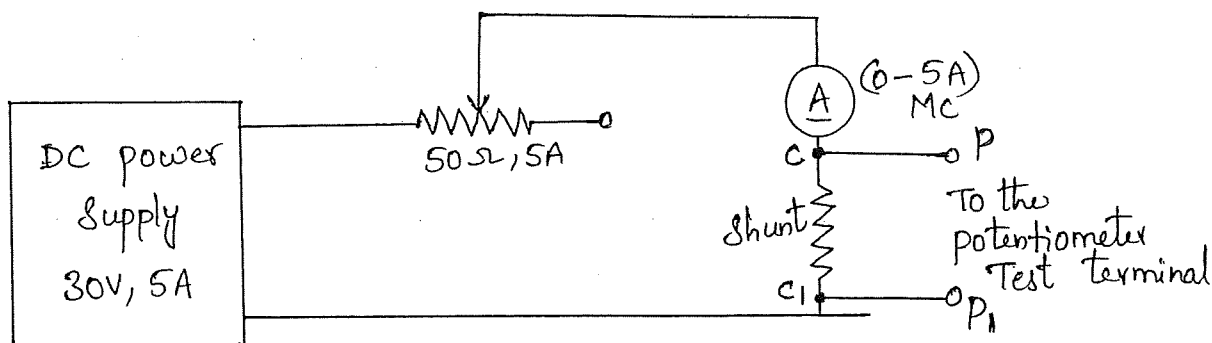 DC power
Supply
30V, 5A
50Ω, 5A
A
(0-5A)
MC
C
P
Shunt
To the
potentiometer
Test terminal
C1
P1